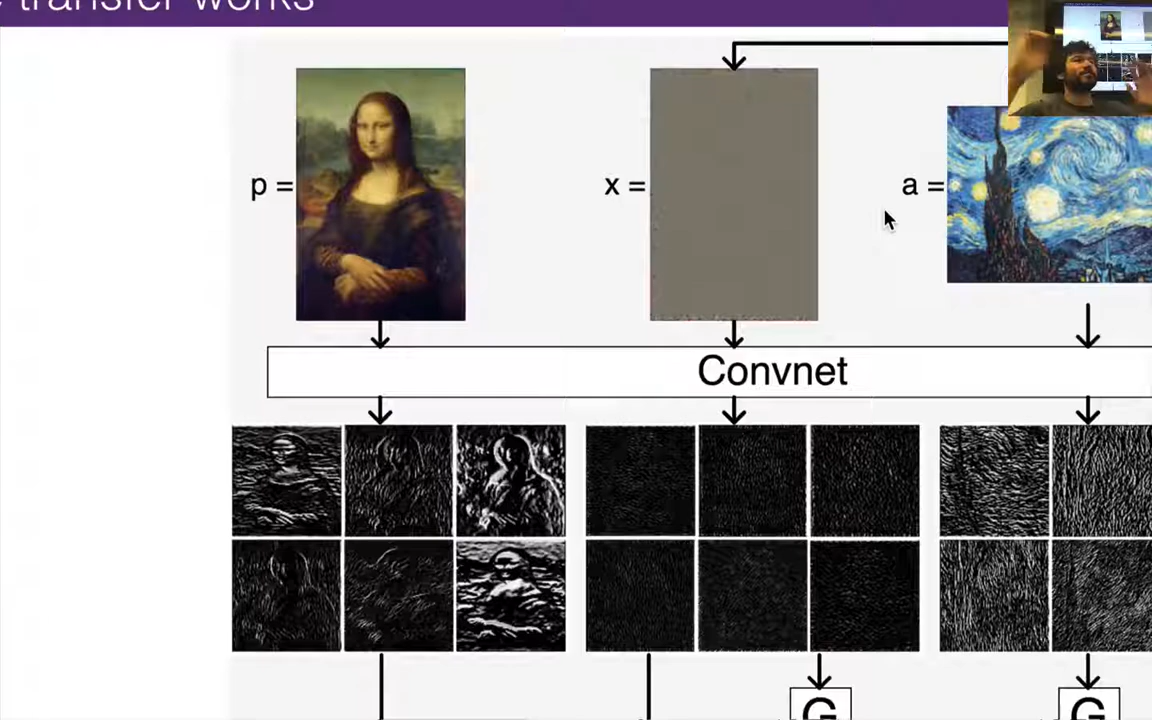 transfer works
p =
x =
a =
Convnet
G
G